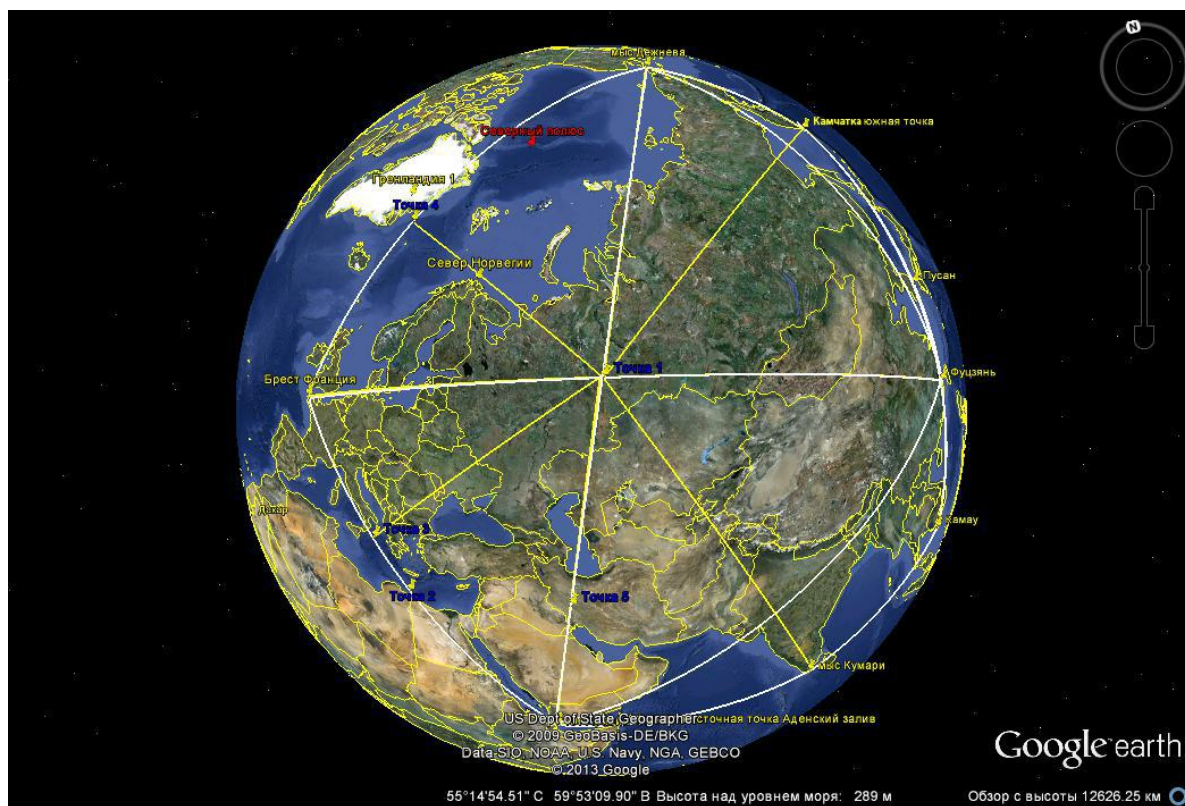 N
мыс Дежнева
Камчатка южная точка
Северный полюс
Гренландия 1
Точка 4
Север Норвегии
Пусан
Точка 1
Брест Франция
Фуцзянь
Дакар
Точка 3
Камау
Точка 2
Точка 5
мыс Кумари
US Dept of State Geographer сточная точка Аденский залив
© 2009 GeoBasis-DE/BKG
Data SIO, NOAA, U.S. Navy, NGA, GEBCO
© 2013 Google
Google earth
55°14'54.51" С 59°53'09.90" В Высота над уровнем моря: 289 м Обзор с высоты 12626,25 км